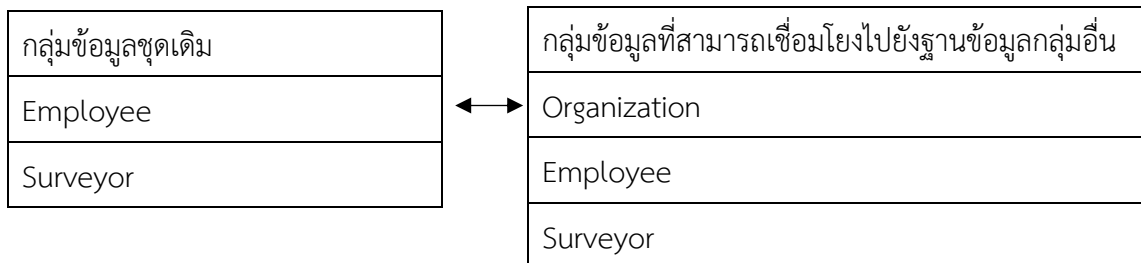 กลุ่มข้อมูลชุดเดิม
Employee
Surveyor
กลุ่มข้อมูลที่สามารถเชื่อมโยงไปยังฐานข้อมูลกลุ่มอื่น
Organization
Employee
Surveyor